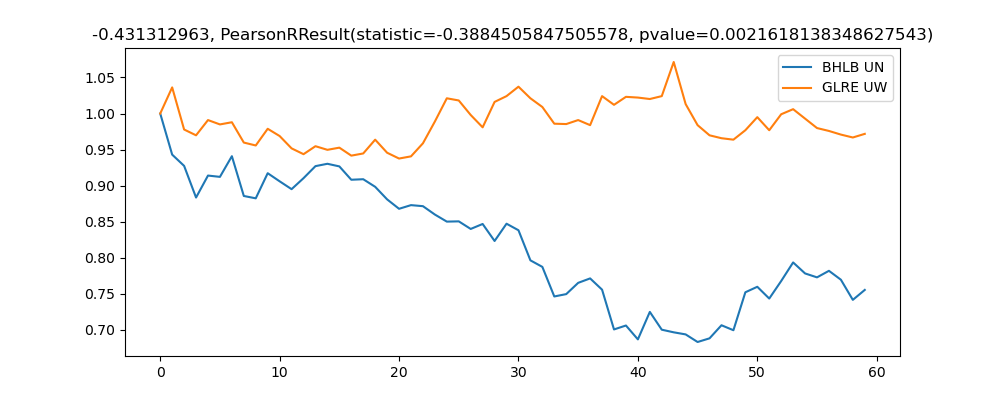 -0.431312963, PearsonRResult(statistic=-0.3884505847505578, pvalue=0.0021618138348627543)
BHLB UN
GLRE UW
1.05
1.00
0.95
0.90
0.85
0.80
0.75
0.70
0 10 20 30 40 50 60